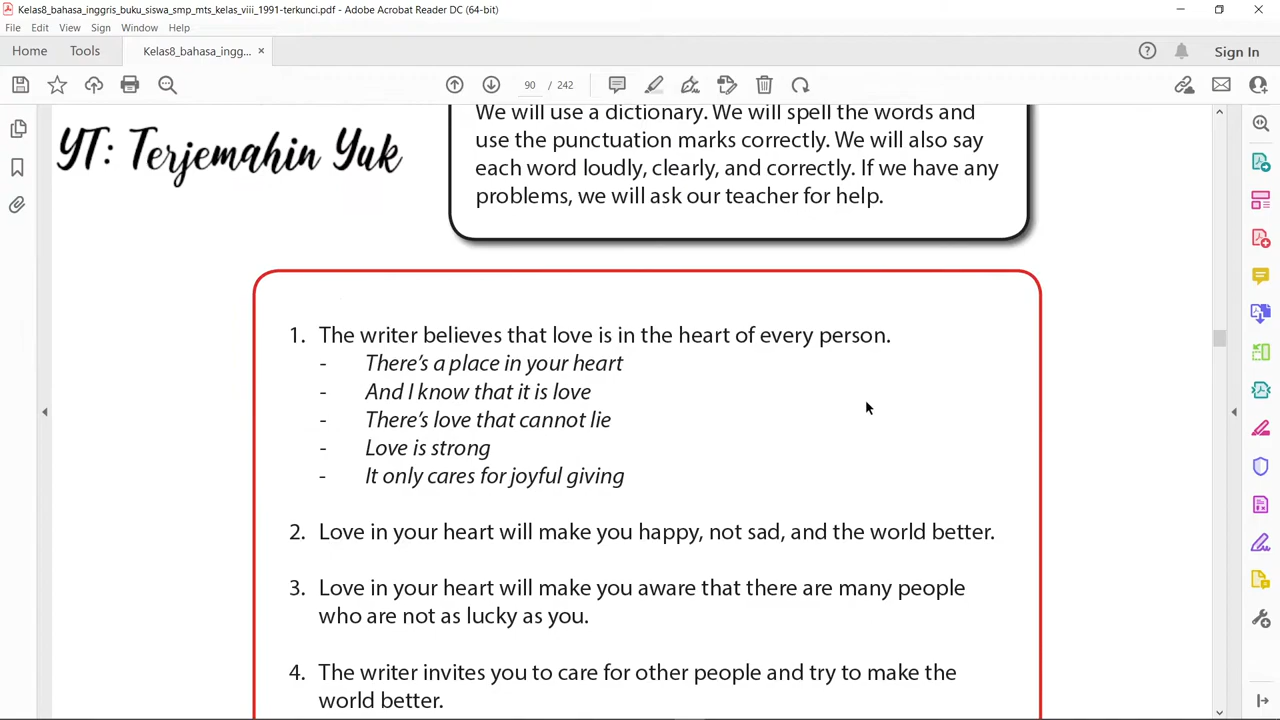 Kelas8_bahasa_inggris_buku_siswa_smp_mts_kelas_viii_1991-terkunci.pdf - Adobe Acrobat Reader DC (64-bit)
File Edit View Sign Window Help
Home Tools Kelas8_bahasa_ingg... × Sign In
90 / 242
We will use a dictionary. We will spell the words and
YT: Terjemahin Yuk
use the punctuation marks correctly. We will also say
each word loudly, clearly, and correctly. If we have any
problems, we will ask our teacher for help.
1. The writer believes that love is in the heart of every person.
- There's a place in your heart
- And I know that it is love
- There's love that cannot lie
- Love is strong
- It only cares for joyful giving
2. Love in your heart will make you happy, not sad, and the world better.
3. Love in your heart will make you aware that there are many people
who are not as lucky as you.
4. The writer invites you to care for other people and try to make the
world better.